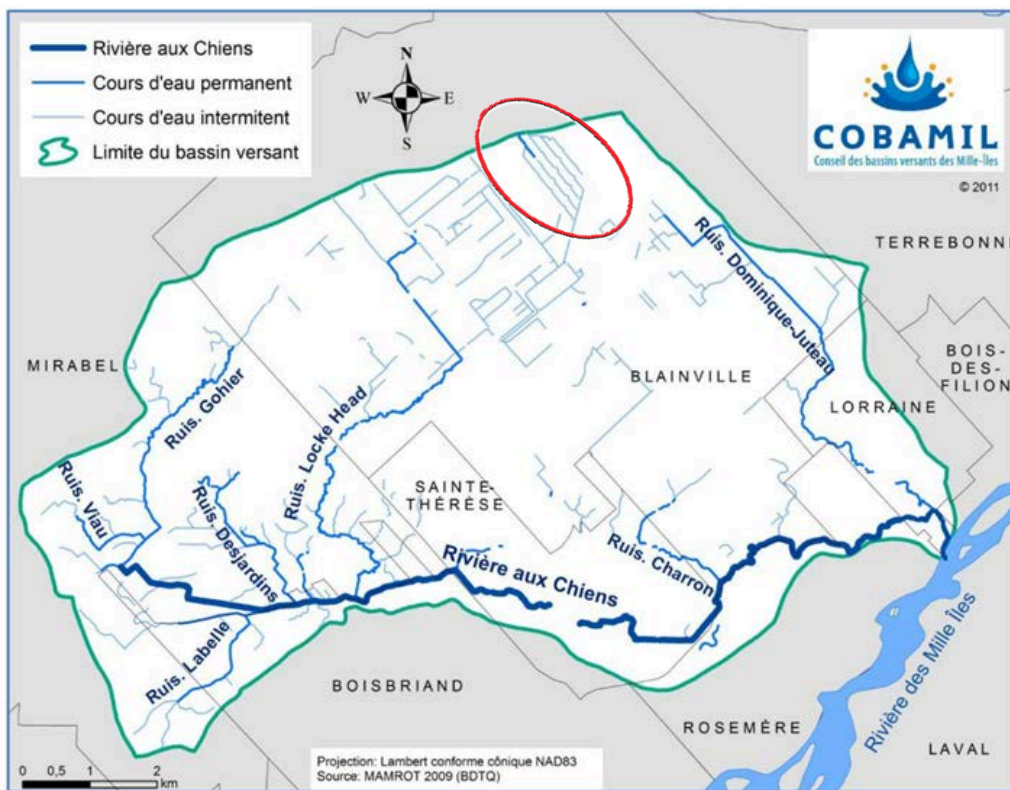 Rivière aux Chiens
Cours d'eau permanent
Cours d'eau intermitent
Limite du bassin versant
N
W
E
S
COBAMIL
Conseil des bassins versants des Mille-Îles
© 2011
TERREBONNE
Ruis. Dominique-Juteau
MIRABEL
BOIS-
DES-
FILION
BLAINVILLE
LORRAINE
Ruis. Gohier
Ruis. Locke Head
Ruis. Viau
Ruis. Desjardins
SAINTE-
THÉRÈSE
Rivière aux Chiens
Ruis. Charron
Ruis. Labelle
BOISBRIAND
ROSEMÈRE
Rivière des Mille Îles
LAVAL
0 0,5 1 2
km
Projection: Lambert conforme cônique NAD83
Source: MAMROT 2009 (BDTQ)